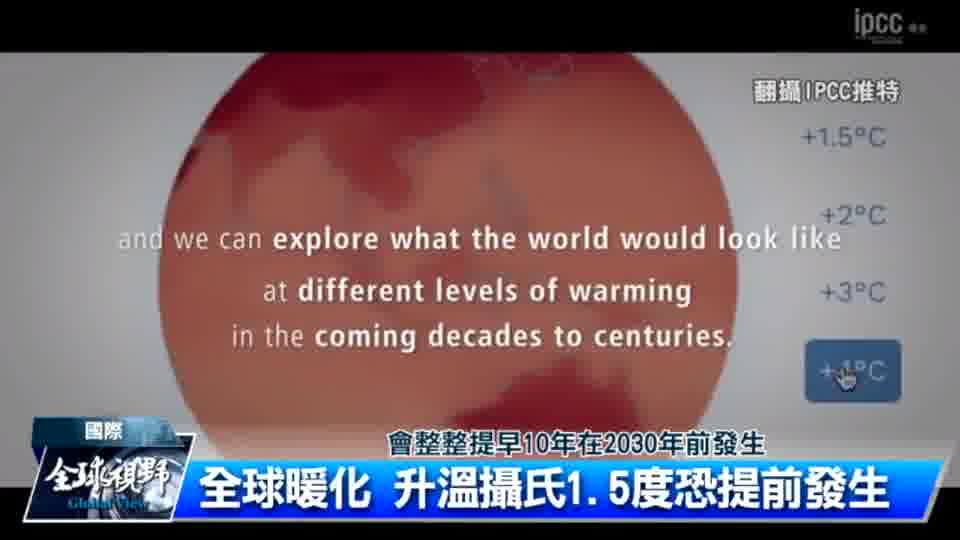 ipcc
翻攝IPCC推特
+1.5°C
+2°C
and we can explore what the world would look like
at different levels of warming
+3°C
in the coming decades to centuries.
+4°C
國際
會整整提早10年在2030年前發生
全球視野
Global View
全球暖化 升溫攝氏1.5度恐提前發生